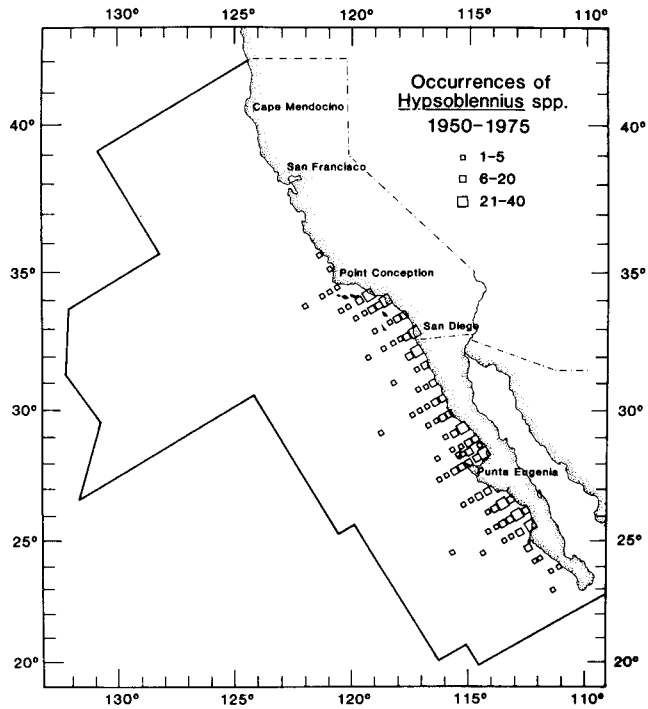 130° 125° 120° 115° 110°
Occurrences of
Hypsoblennius spp.
1950-1975
1-5
6-20
21-40
Cape Mendocino
40° 40°
San Francisco
35° Point Conception 35°
San Diego
30° 30°
Punta Eugenia
25° 25°
20° 20°
130° 125° 120° 115° 110°